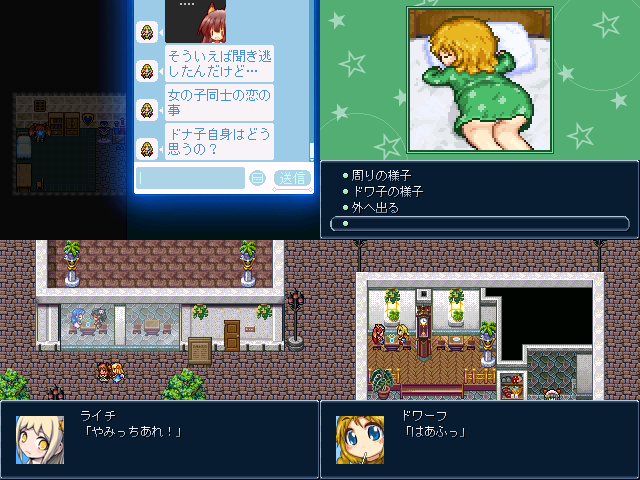 ....
そういえば聞き逃
したんだけど…
女の子同士の恋の
事
ドナ子自身はどう
思うの？
送信
周りの様子
ドワ子の様子
外へ出る
ライチ
「やみっちあれ！」
ドワーフ
「はあふっ」